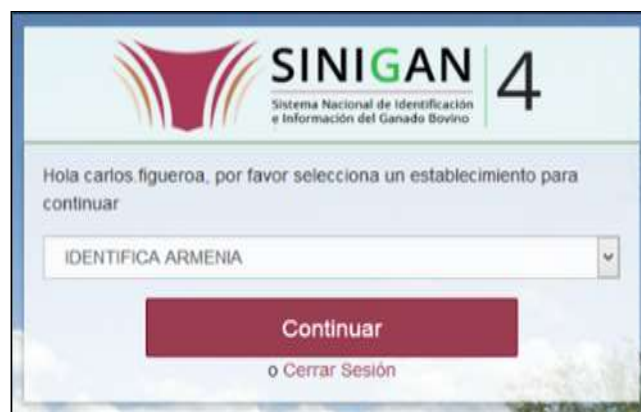 SINIGAN 4
Sistema Nacional de Identificación
e Información del Ganado Bovino
Hola carlos.figueroa, por favor selecciona un establecimiento para
continuar
IDENTIFICA ARMENIA
Continuar
o Cerrar Sesión